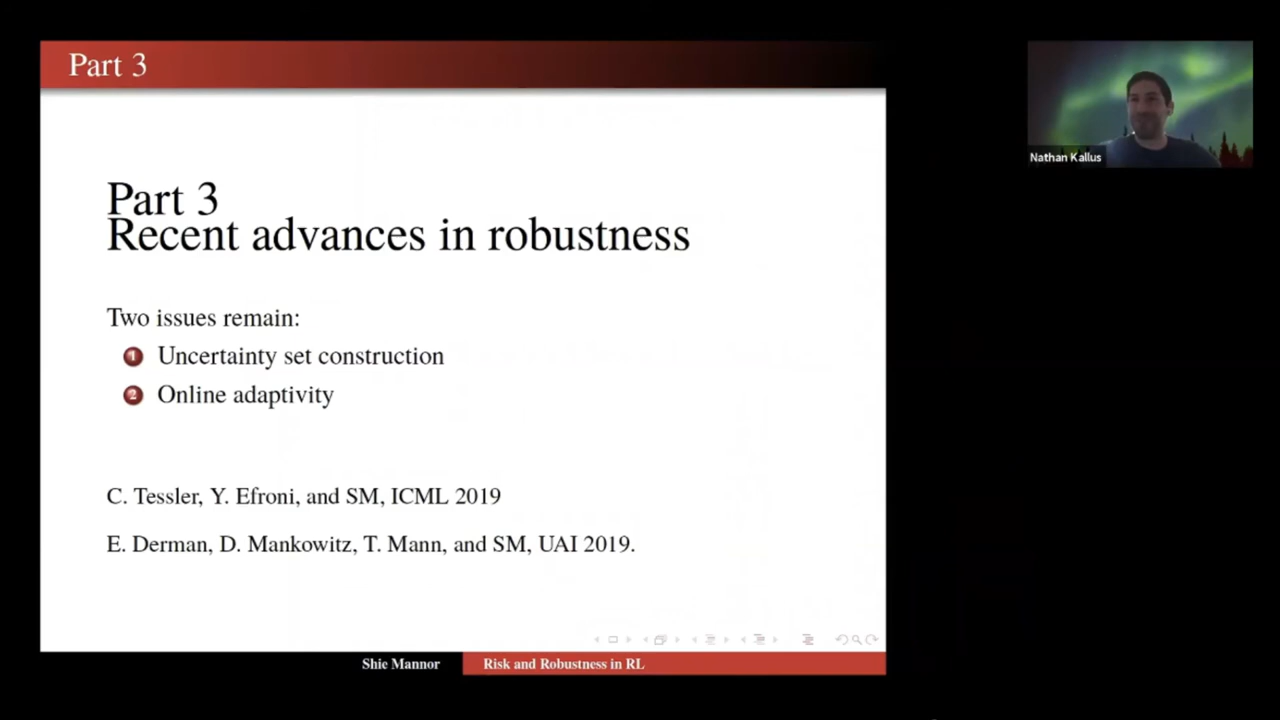 Part 3
Part 3
Recent advances in robustness
Two issues remain:
1 Uncertainty set construction
2 Online adaptivity
C. Tessler, Y. Efroni, and SM, ICML 2019
E. Derman, D. Mankowitz, T. Mann, and SM, UAI 2019.
Shie Mannor
Risk and Robustness in RL
Nathan Kallus